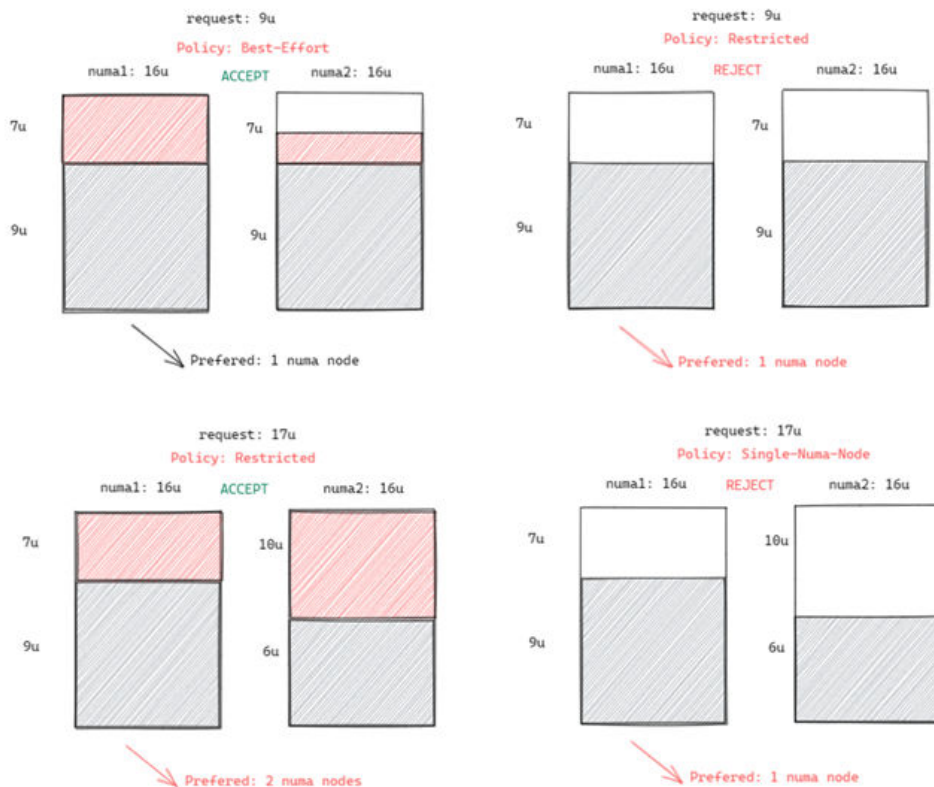 request: 9u
Policy: Best-Effort
numa1: 16u
ACCEPT
numa2: 16u
7u
7u
9u
9u
Prefered: 1 numa node
request: 9u
Policy: Restricted
numa1: 16u
REJECT
numa2: 16u
7u
7u
9u
9u
Prefered: 1 numa node
request: 17u
Policy: Restricted
numa1: 16u
ACCEPT
numa2: 16u
7u
10u
9u
6u
Prefered: 2 numa nodes
request: 17u
Policy: Single-Numa-Node
numa1: 16u
REJECT
numa2: 16u
7u
10u
9u
6u
Prefered: 1 numa node